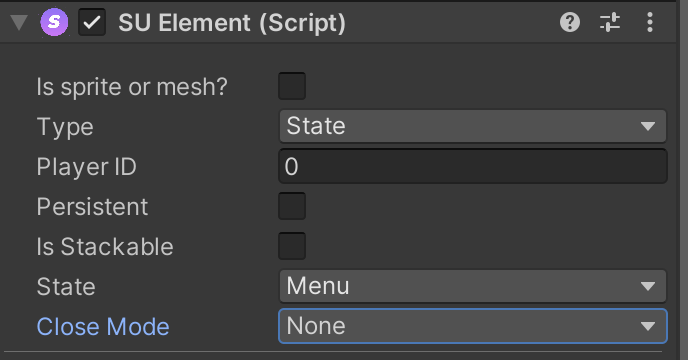 SU Element (Script)
Is sprite or mesh?
Type State
Player ID 0
Persistent
Is Stackable
State Menu
Close Mode None